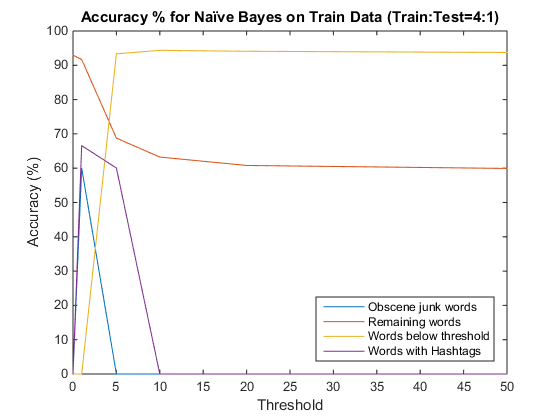 Accuracy % for Naïve Bayes on Train Data (Train:Test=4:1)
100
90
80
70
60
50
40
30
20
10
0
Accuracy (%)
0 5 10 15 20 25 30 35 40 45 50
Threshold
Obscene junk words
Remaining words
Words below threshold
Words with Hashtags